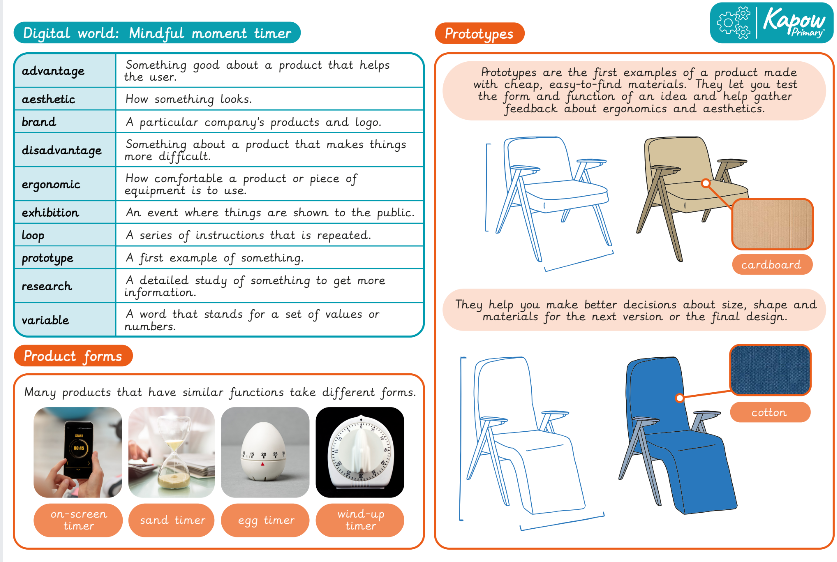 Digital world: Mindful moment timer
advantage
Something good about a product that helps
the user.
aesthetic
How something looks.
brand
A particular company's products and logo.
disadvantage
Something about a product that makes things
more difficult.
ergonomic
How comfortable a product or piece of
equipment is to use.
exhibition
An event where things are shown to the public.
loop
A series of instructions that is repeated.
prototype
A first example of something.
research
A detailed study of something to get more
information.
variable
A word that stands for a set of values or
numbers.
Product forms
Many products that have similar functions take different forms.
on-screen
timer
sand timer
egg timer
wind-up
timer
Prototypes
Kapow
Primary
Prototypes are the first examples of a product made
with cheap, easy-to-find materials. They let you test
the form and function of an idea and help gather
feedback about ergonomics and aesthetics.
cardboard
They help you make better decisions about size, shape and
materials for the next version or the final design.
cotton